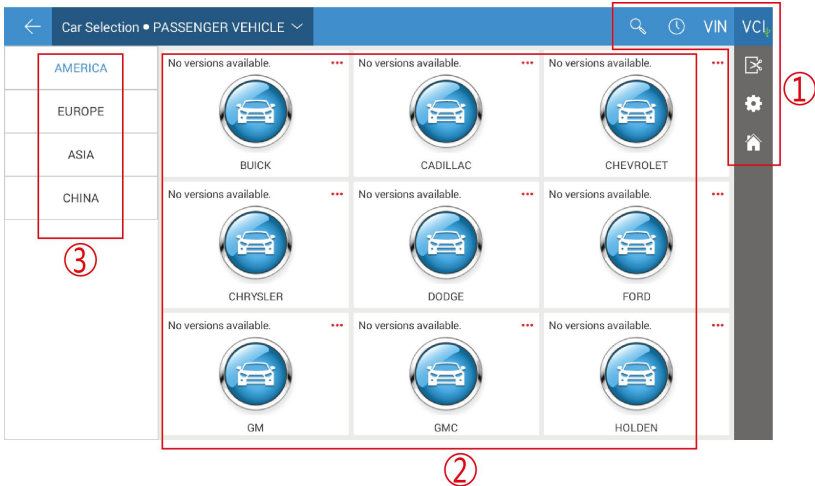 Car Selection • PASSENGER VEHICLE
VIN
VCI
AMERICA
EUROPE
ASIA
CHINA
No versions available.
BUICK
No versions available.
CADILLAC
No versions available.
CHEVROLET
No versions available.
CHRYSLER
No versions available.
DODGE
No versions available.
FORD
No versions available.
GM
No versions available.
GMC
No versions available.
HOLDEN
①
②
③